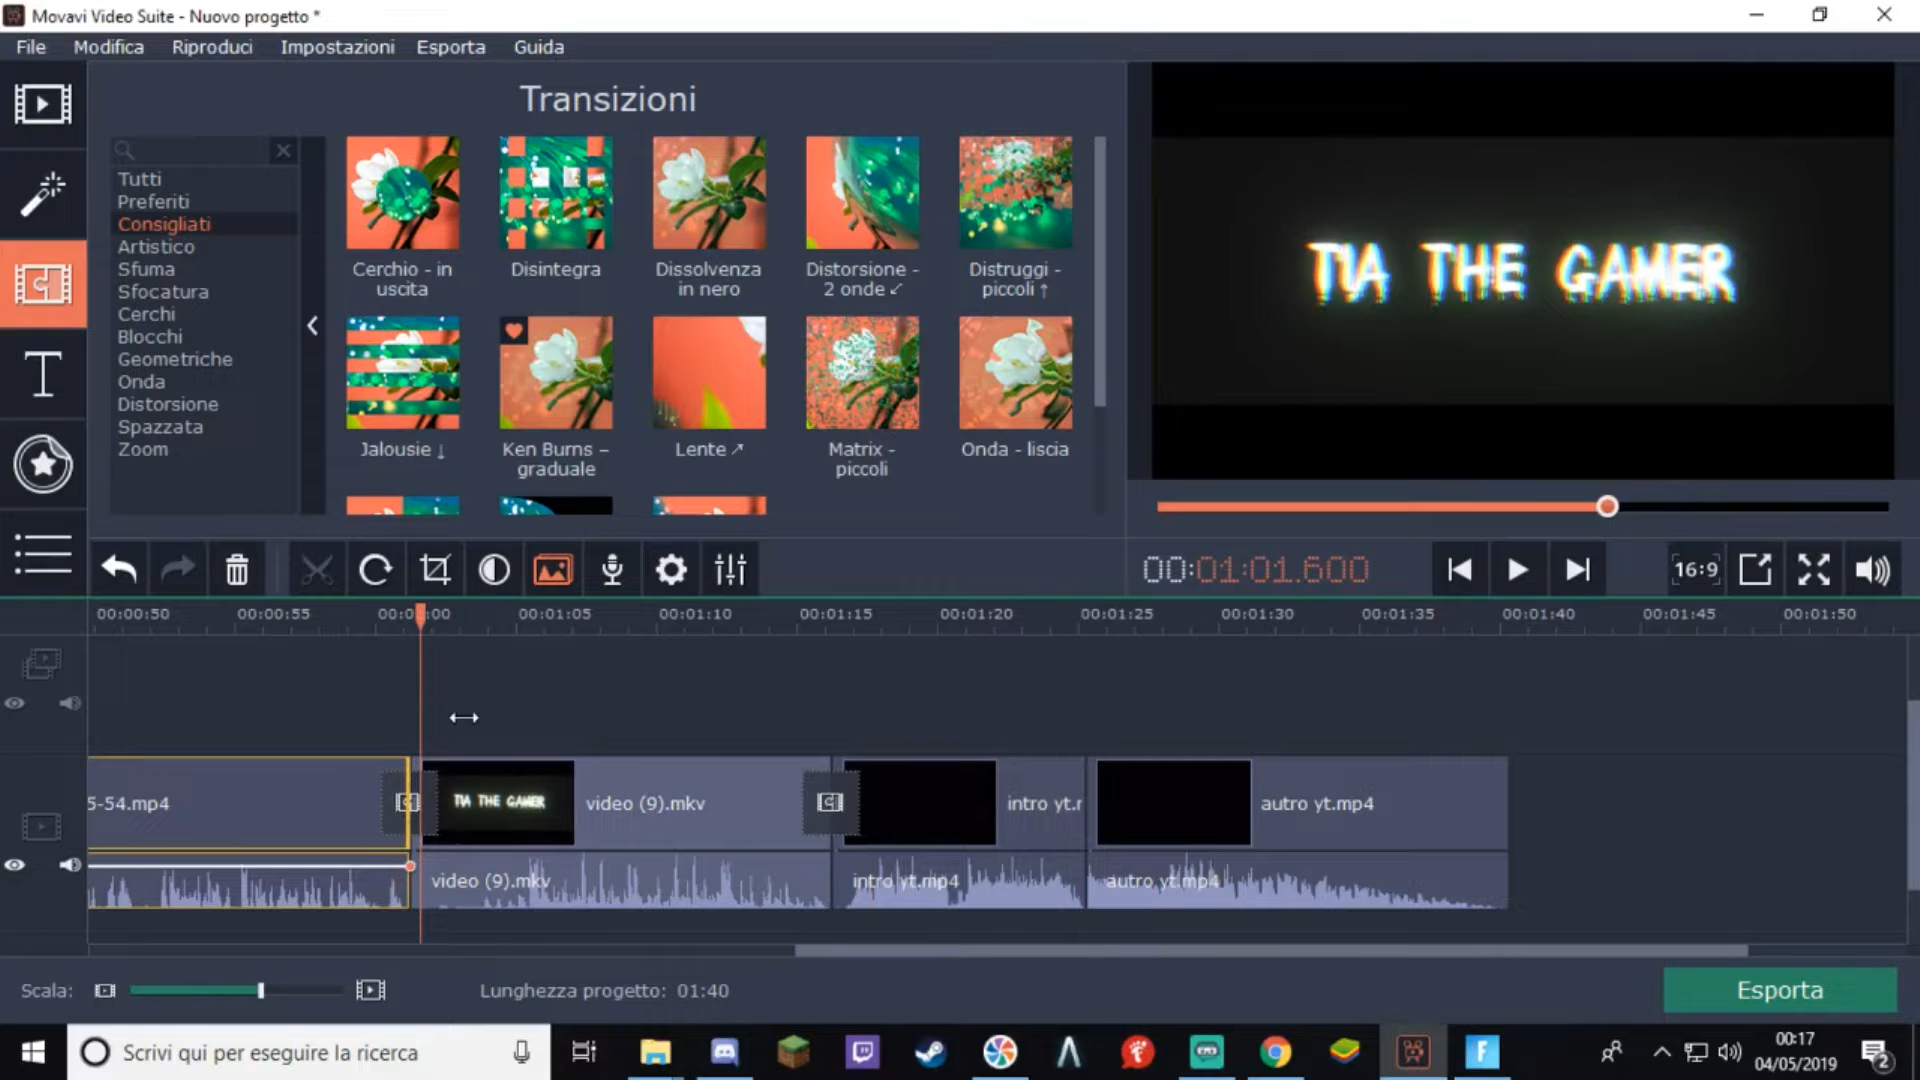 Movavi Video Suite - Nuovo progetto *
File Modifica Riproduci Impostazioni Esporta Guida
Transizioni
Tutti
Preferiti
Consigliati
Artistico
Sfuma
Sfocatura
Cerchi
Blocchi
Geometriche
Onda
Distorsione
Spazzata
Zoom
Cerchio - in
uscita
Disintegra
Dissolvenza
in nero
Distorsione -
2 onde ↙
Distruggi -
piccoli ↑
Jalousie ↓
Ken Burns –
graduale
Lente ↗
Matrix -
piccoli
Onda - liscia
TIA THE GAMER
00:01:01.600
16:9
00:00:50 00:00:55 00:01:05 00:01:10 00:01:15 00:01:20 00:01:25 00:01:30 00:01:35 00:01:40 00:01:45 00:01:50
5-54.mp4
TIA THE GAMER
video (9).mkv
intro yt.
autro yt.mp4
video (9).mkv
intro yt.mp4
autro yt.mp4
Scala:
Lunghezza progetto: 01:40
Esporta
Scrivi qui per eseguire la ricerca
00:17
04/05/2019
2